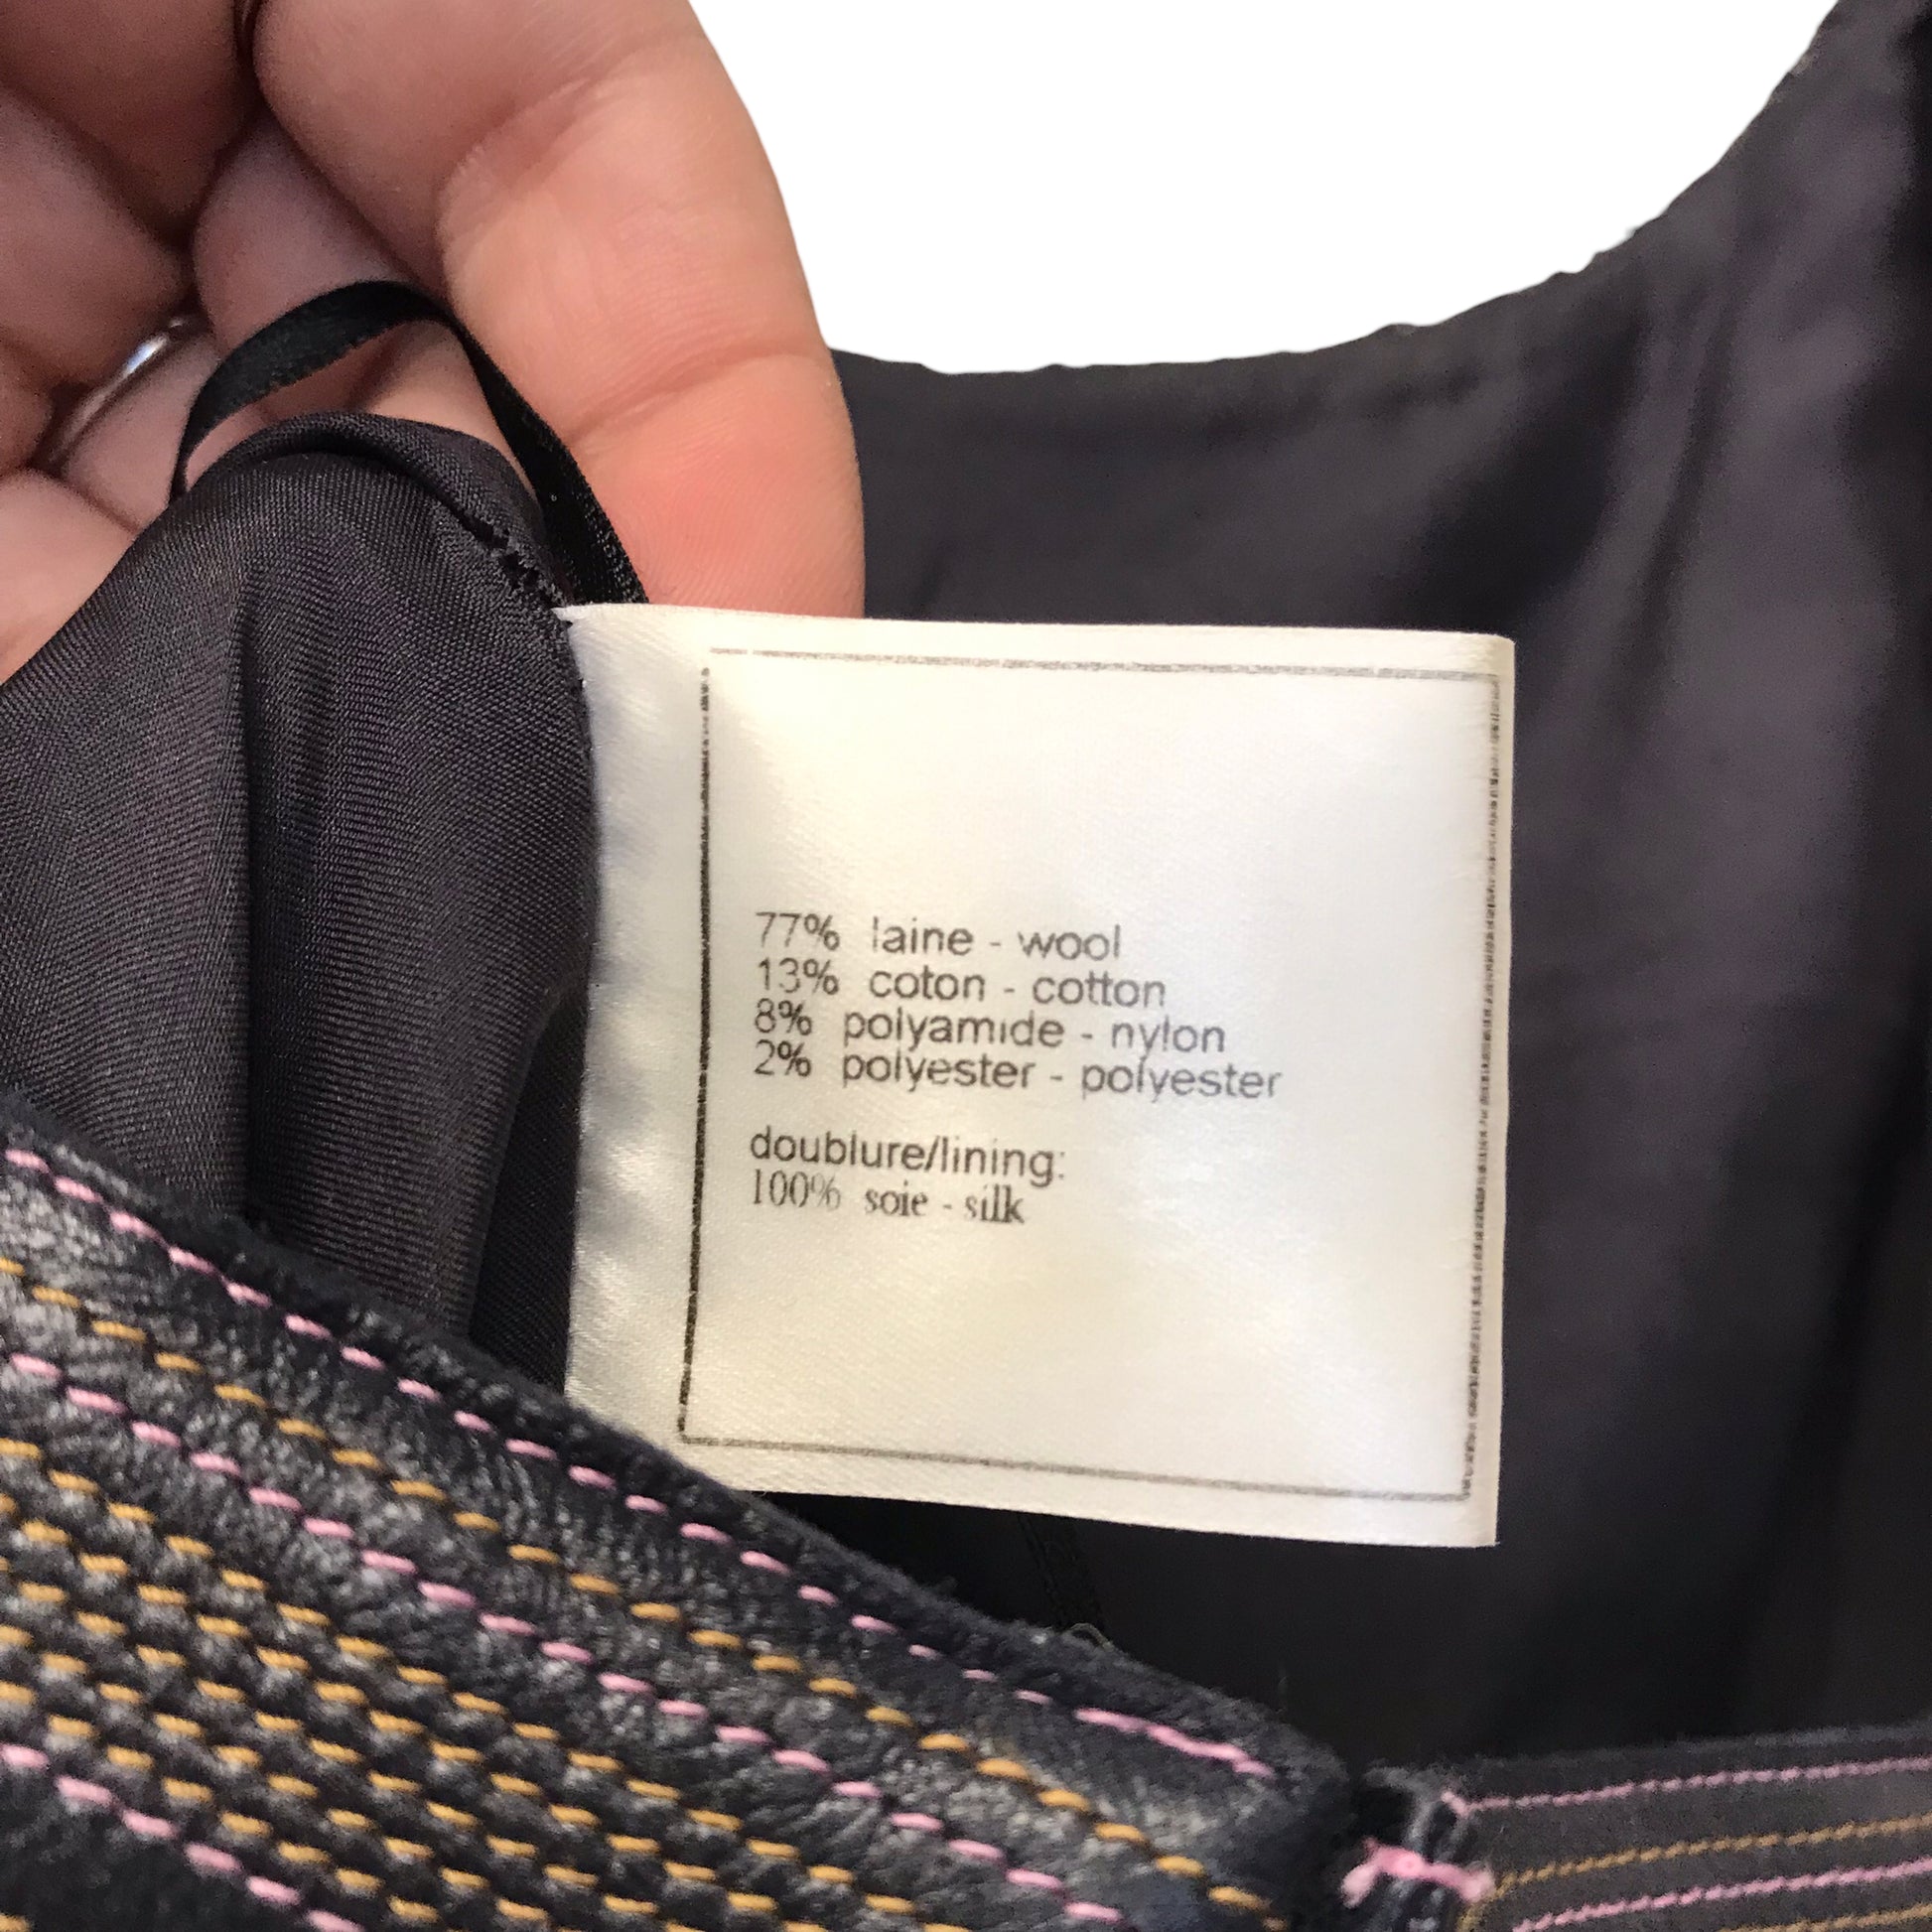 77% laine - wool
13% coton - cotton
8% polyamide - nylon
2% polyester - polyester
doublure/lining:
100% soie - silk